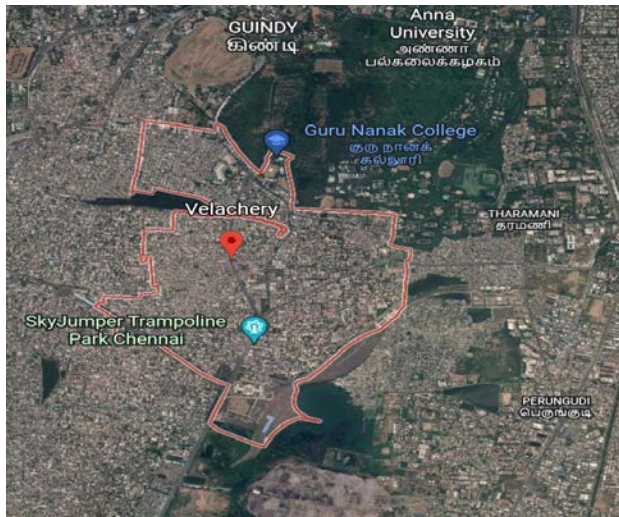 GUINDY
கிண்டி
Anna
University
அண்ணா
பல்கலைக்கழகம்
Guru Nanak College
குரு நானக்
கல்லூரி
Velachery
THARAMANI
தரமணி
SkyJumper Trampoline
Park Chennai
PERUNGUDI
பெருங்குடி